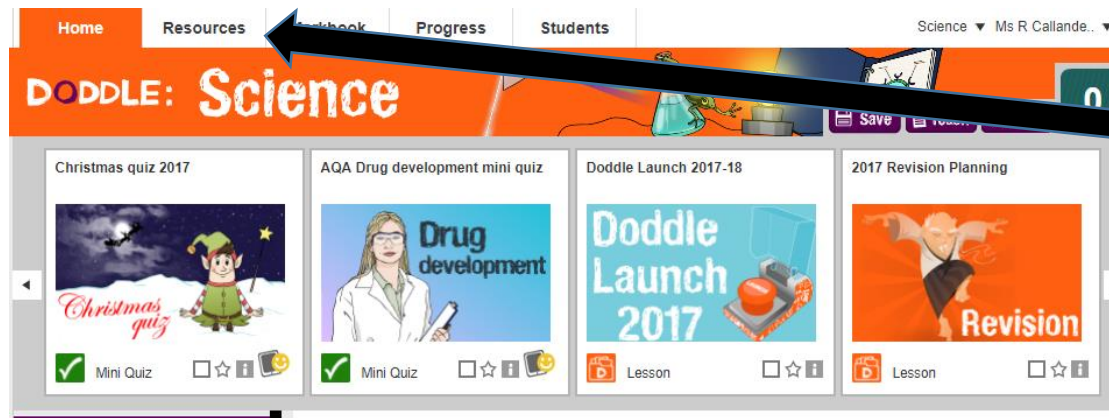 Home Resources Markbook Progress Students Science Ms R Callande..
DODDLE: Science
0
Save
Christmas quiz 2017 AQA Drug development mini quiz Doddle Launch 2017-18 2017 Revision Planning
Christmas
quiz
Drug
development
Doddle
Launch
2017
Revision
Mini Quiz Mini Quiz Lesson Lesson